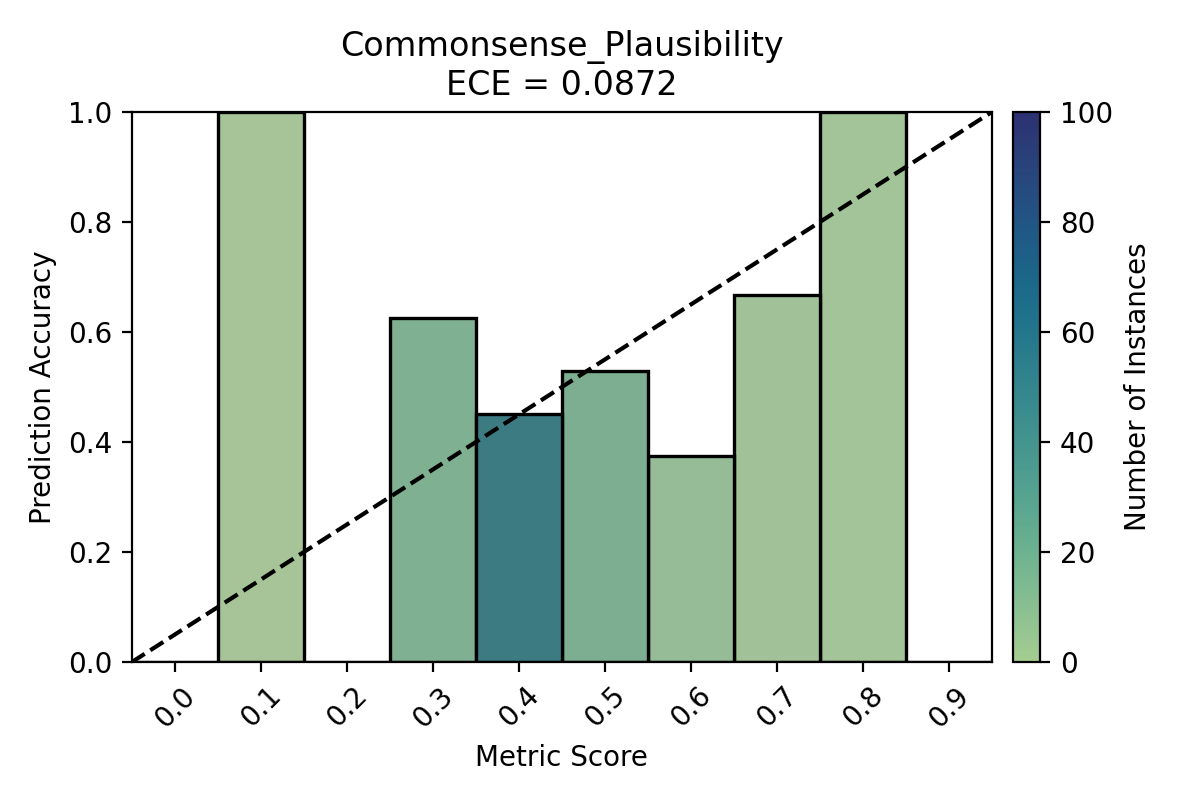 Commonsense_Plausibility
ECE = 0.0872
1.0
0.8
0.6
0.4
0.2
0.0
Prediction Accuracy
0.0 0.1 0.2 0.3 0.4 0.5 0.6 0.7 0.8 0.9
Metric Score
100
80
60
40
20
0
Number of Instances